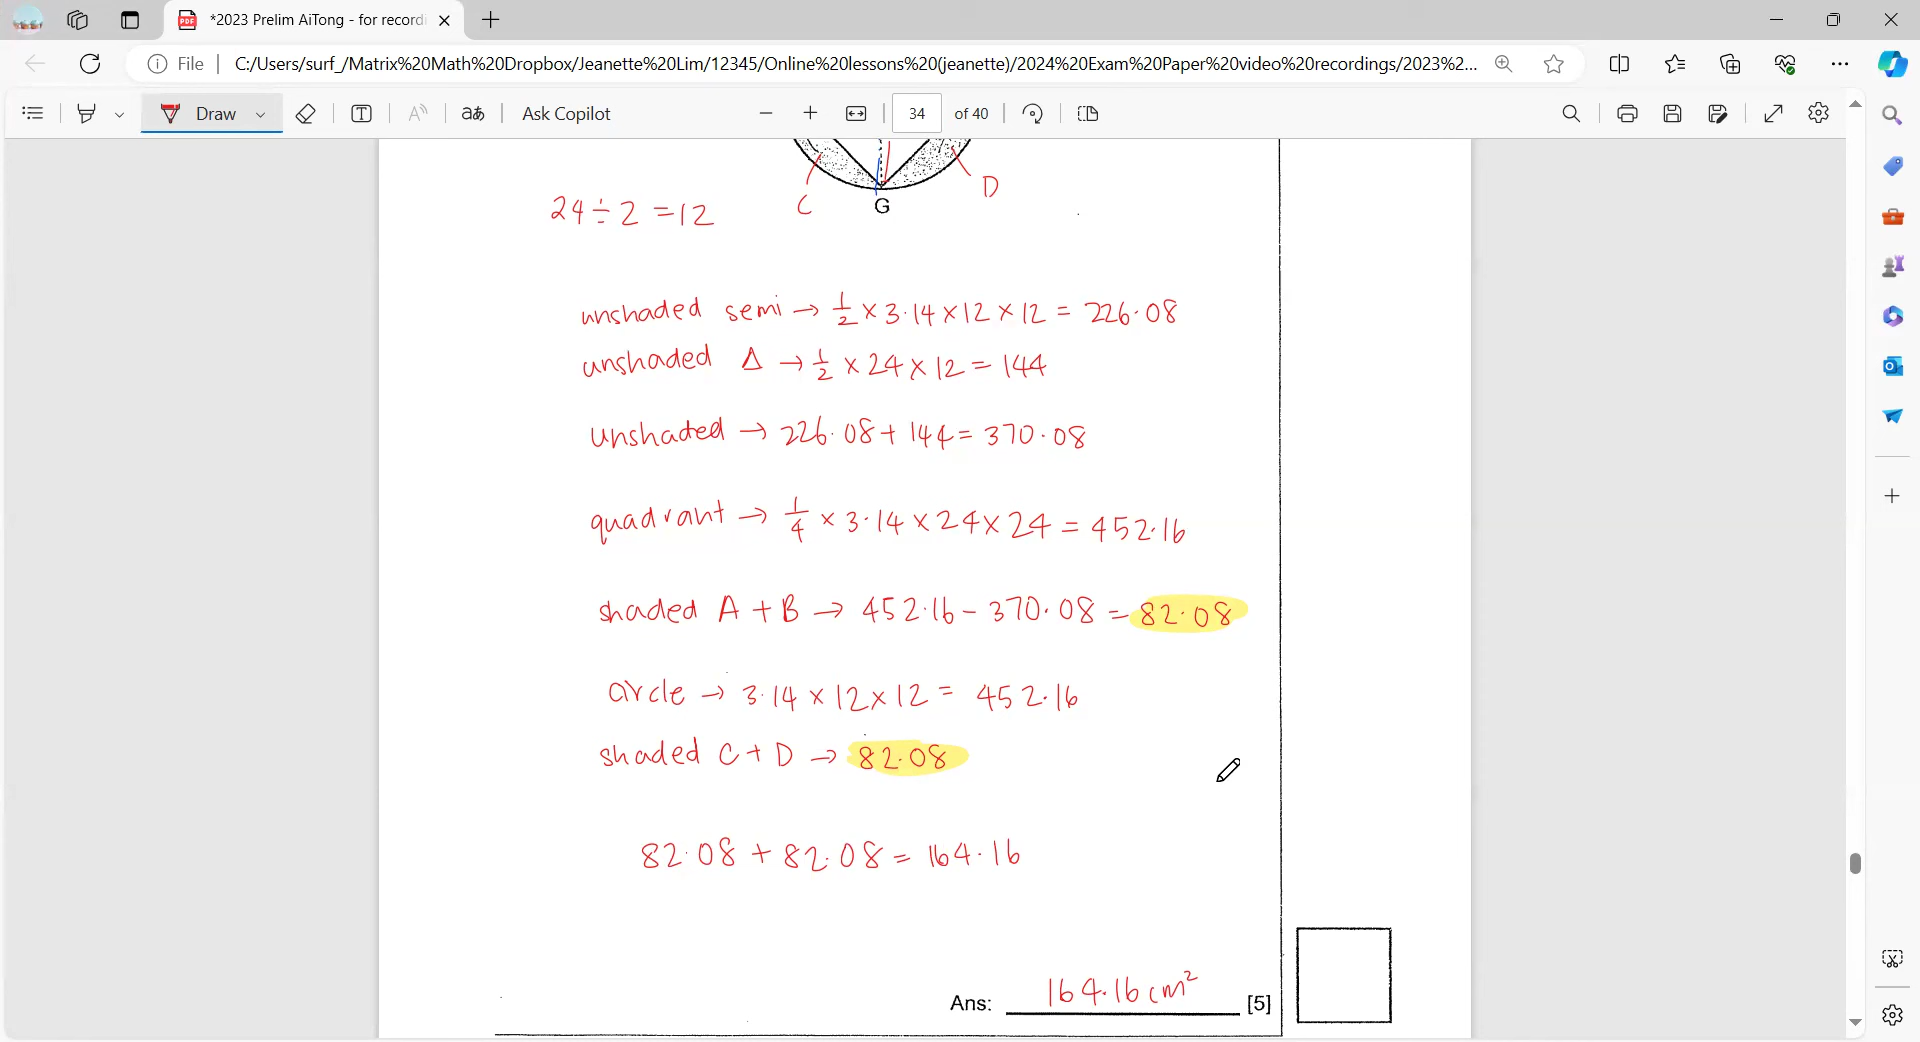 *2023 Prelim AiTong - for recordi
File
C:/Users/surf_/Matrix%20Math%20Dropbox/Jeanette%20Lim/12345/Online%20lessons%20(jeanette)/2024%20Exam%20Paper%20video%20recordings/2023%2...
Draw
aあ
Ask Copilot
34 of 40
C
D
G
24 ÷ 2 = 12
unshaded semi → 1/2 × 3.14 × 12 × 12 = 226.08
unshaded Δ → 1/2 × 24 × 12 = 144
unshaded → 226.08 + 144 = 370.08
quadrant → 1/4 × 3.14 × 24 × 24 = 452.16
shaded A + B → 452.16 - 370.08 = 82.08
circle → 3.14 × 12 × 12 = 452.16
shaded C + D → 82.08
82.08 + 82.08 = 164.16
Ans: 164.16 cm² [5]